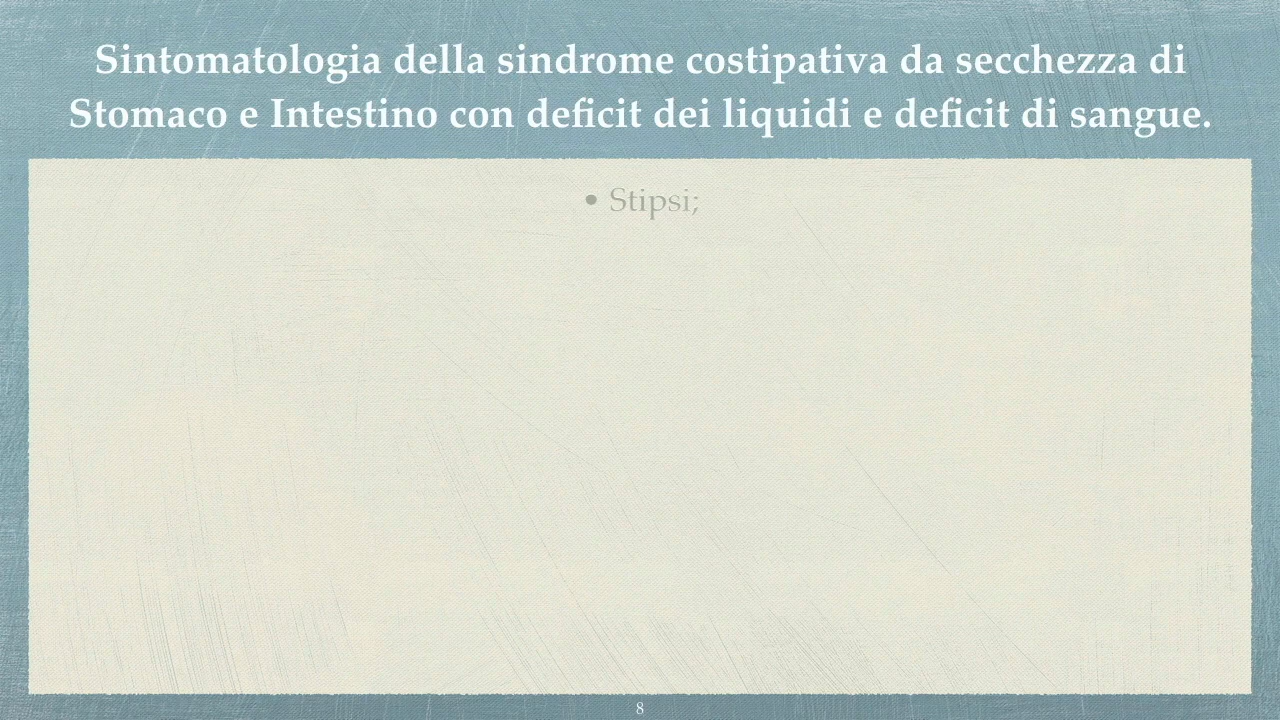 Sintomatologia della sindrome costipativa da secchezza di
Stomaco e Intestino con deficit dei liquidi e deficit di sangue.
• Stipsi;
8